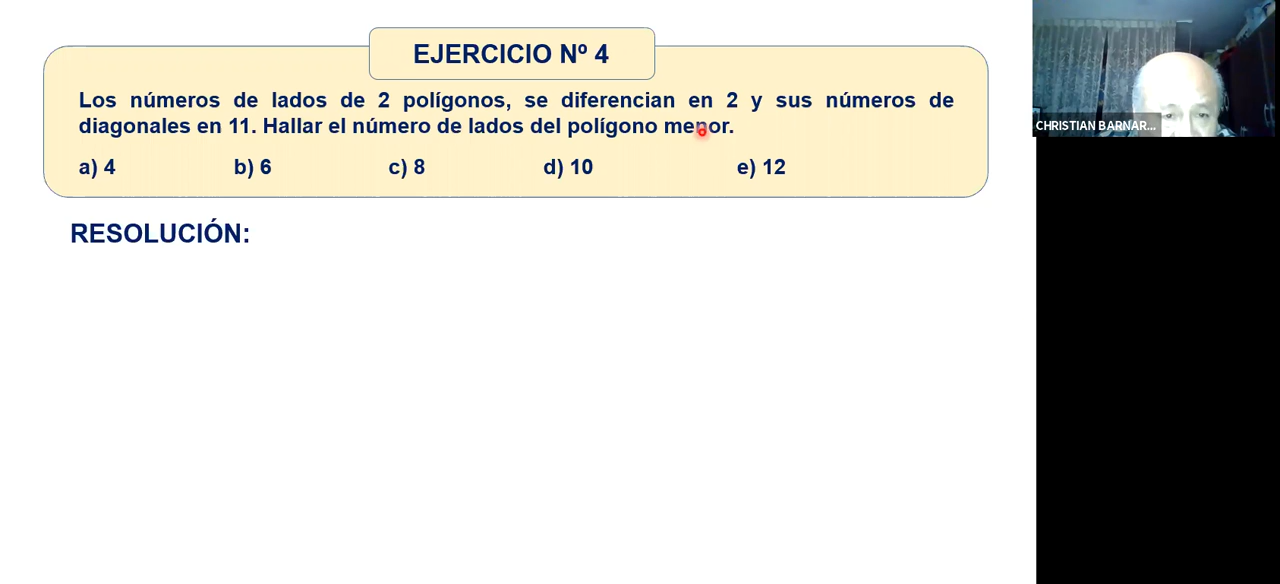 EJERCICIO Nº 4
Los números de lados de 2 polígonos, se diferencian en 2 y sus números de
diagonales en 11. Hallar el número de lados del polígono menor.
a) 4 b) 6 c) 8 d) 10 e) 12
RESOLUCIÓN:
CHRISTIAN BARNAR...